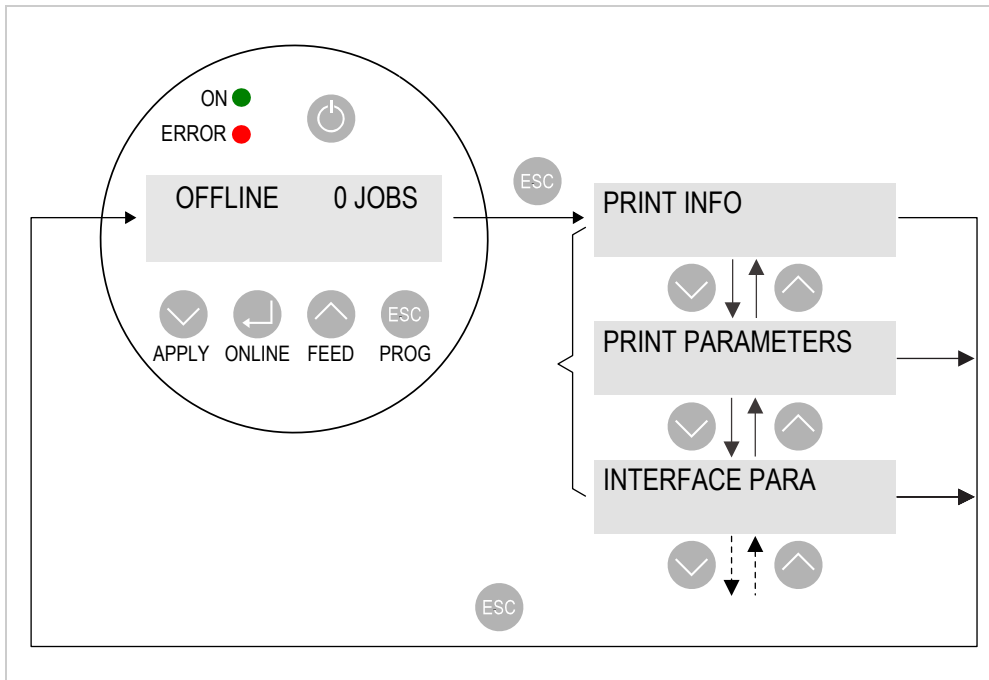 ON
ERROR
OFFLINE 0 JOBS
ESC
APPLY ONLINE FEED PROG
ESC
PRINT INFO
PRINT PARAMETERS
INTERFACE PARA
ESC